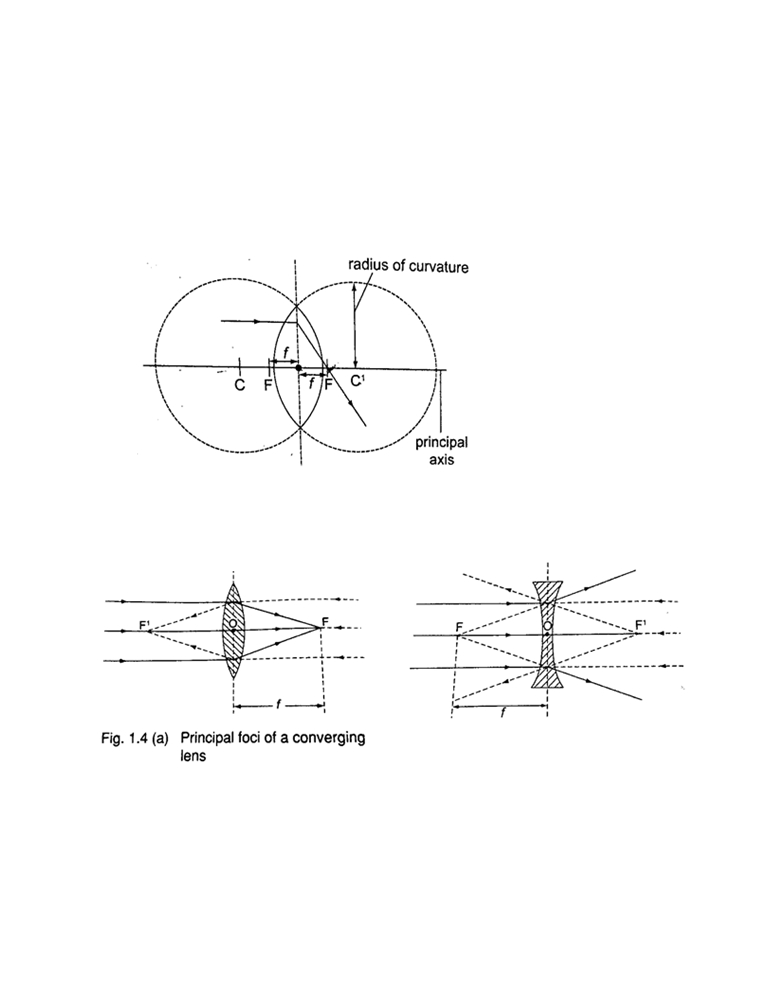 radius of curvature
f
f
C F F C¹
principal
axis
F¹ O F
f
F O F¹
f
Fig. 1.4 (a) Principal foci of a converging
lens